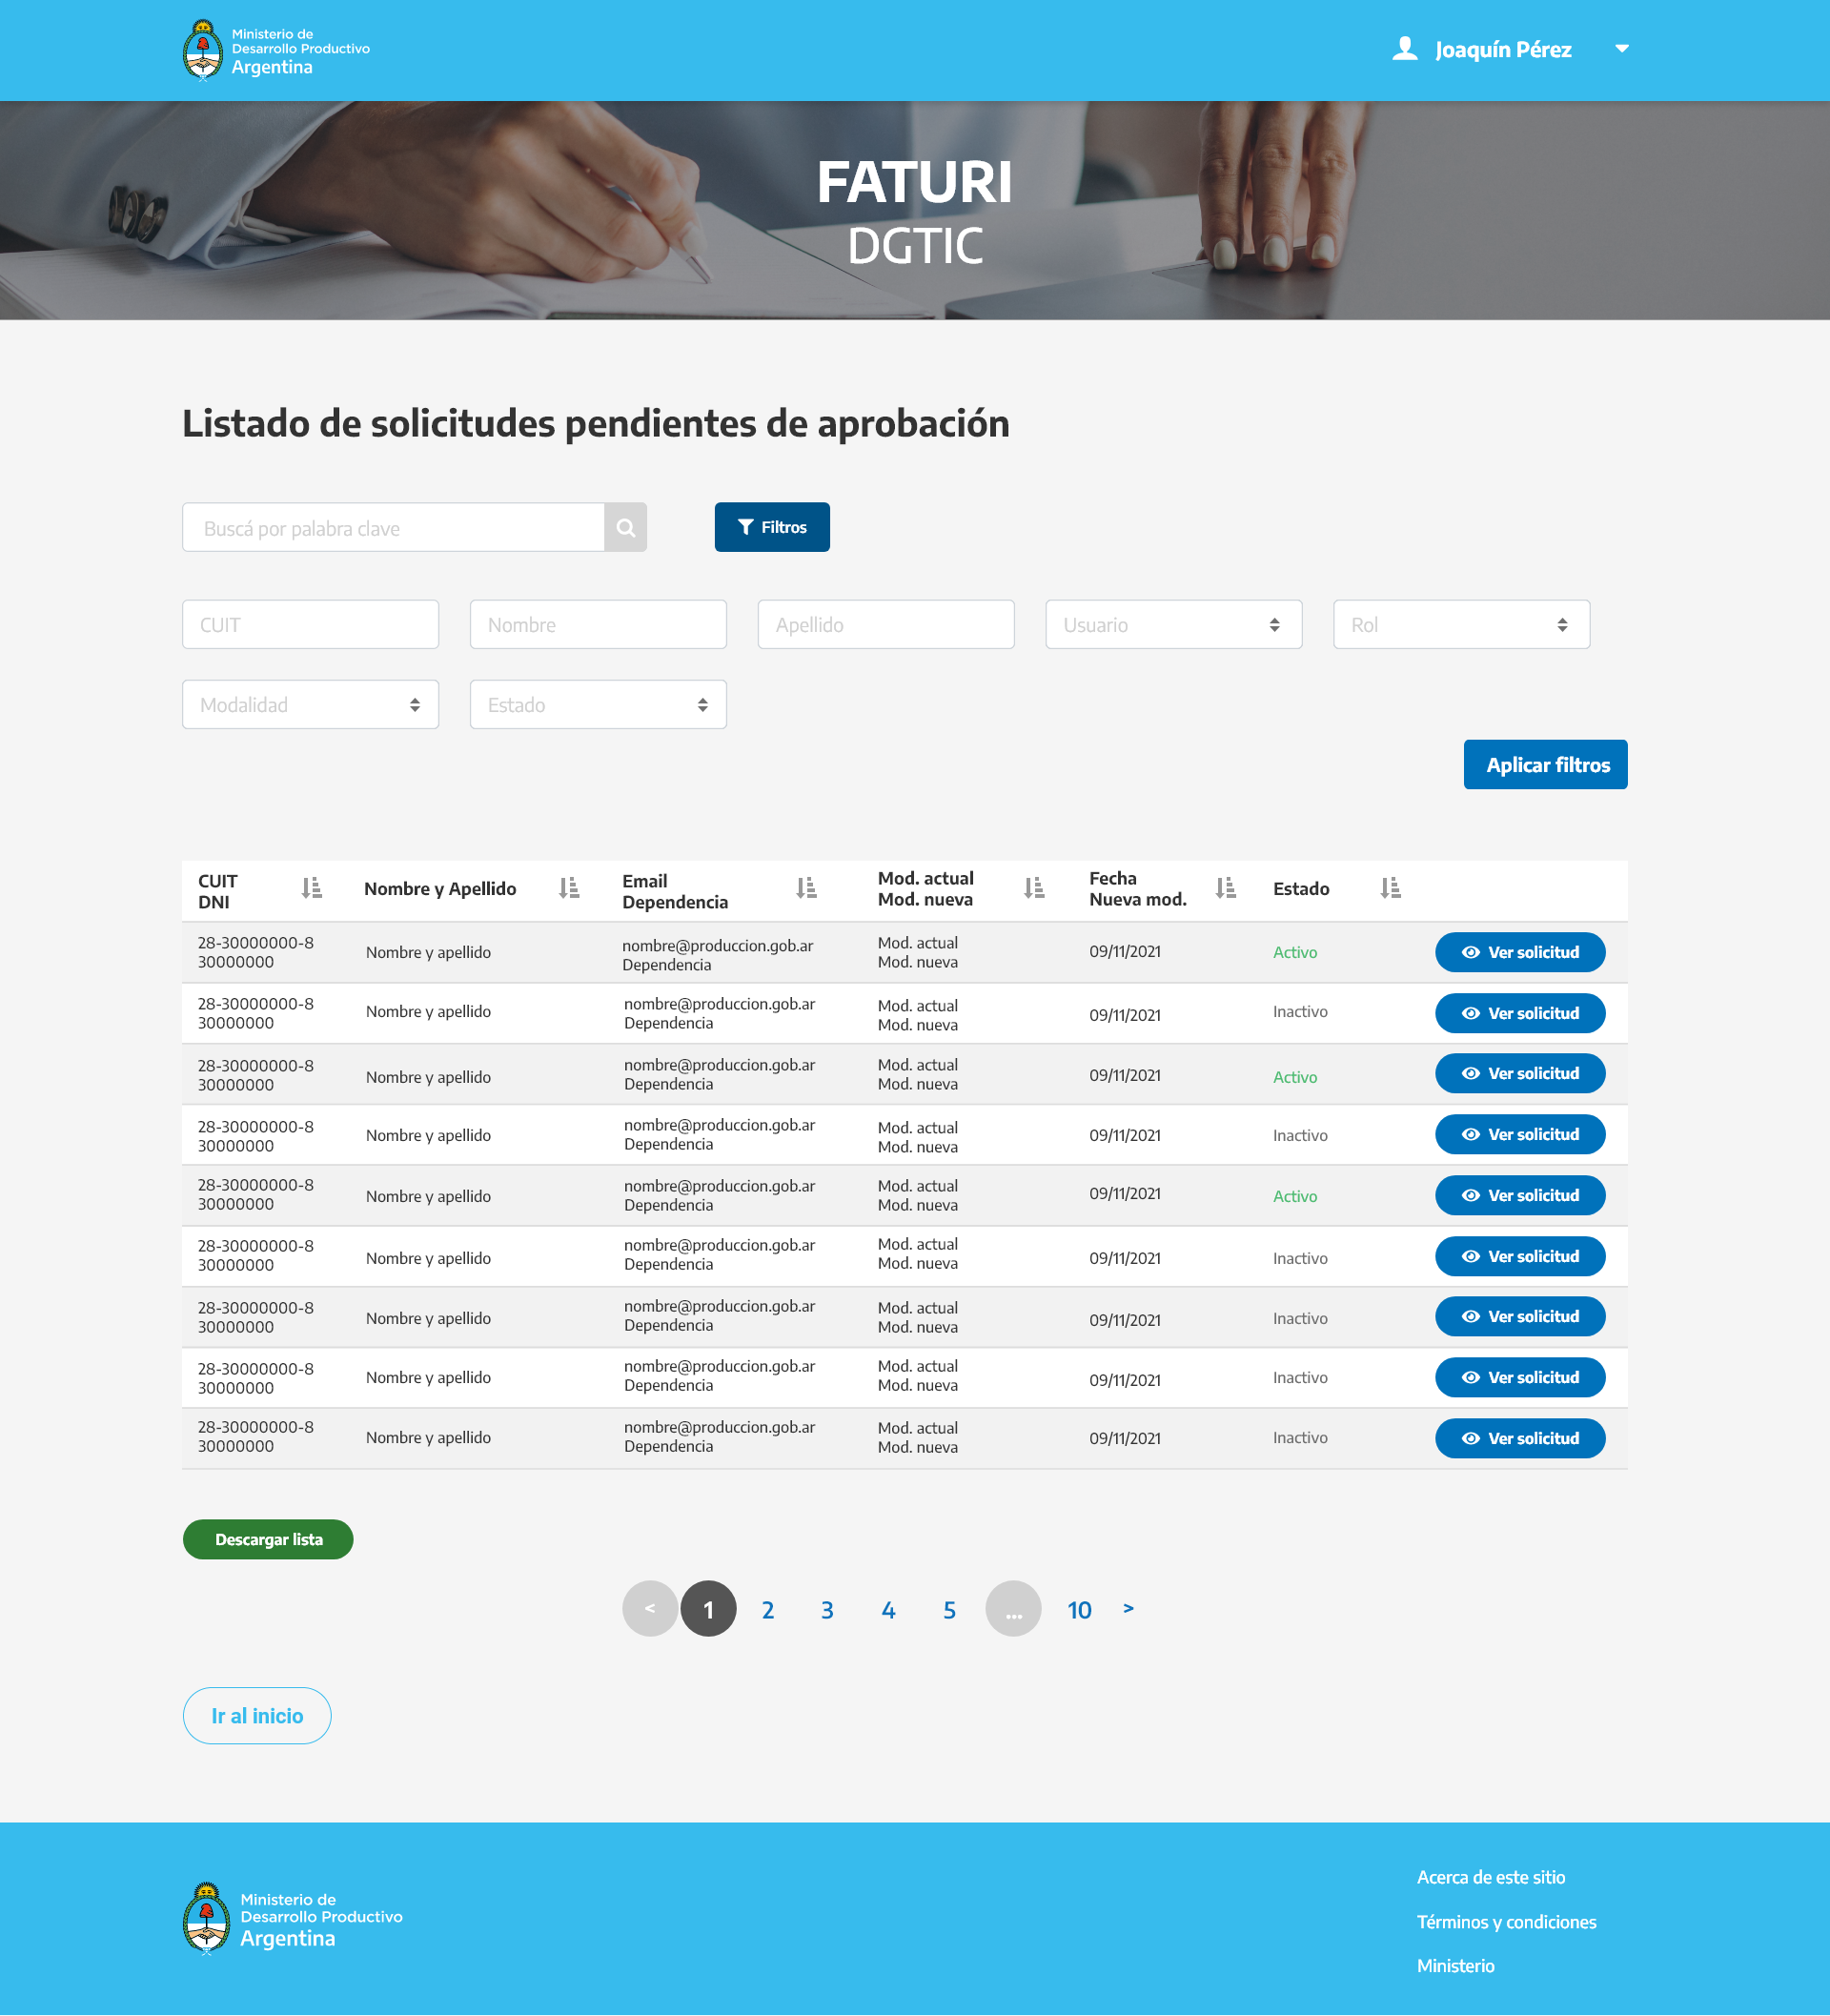 Ministerio de
Desarrollo Productivo
Argentina
Joaquín Pérez
FATURI
DGTIC
Listado de solicitudes pendientes de aprobación
Buscá por palabra clave
Filtros
CUIT Nombre Apellido Usuario Rol
Modalidad Estado
Aplicar filtros
CUIT
DNI
Nombre y Apellido
Email
Dependencia
Mod. actual
Mod. nueva
Fecha
Nueva mod.
Estado
28-30000000-8
30000000
Nombre y apellido
nombre@produccion.gob.ar
Dependencia
Mod. actual
Mod. nueva
09/11/2021
Activo
Ver solicitud
28-30000000-8
30000000
Nombre y apellido
nombre@produccion.gob.ar
Dependencia
Mod. actual
Mod. nueva
09/11/2021
Inactivo
Ver solicitud
28-30000000-8
30000000
Nombre y apellido
nombre@produccion.gob.ar
Dependencia
Mod. actual
Mod. nueva
09/11/2021
Activo
Ver solicitud
28-30000000-8
30000000
Nombre y apellido
nombre@produccion.gob.ar
Dependencia
Mod. actual
Mod. nueva
09/11/2021
Inactivo
Ver solicitud
28-30000000-8
30000000
Nombre y apellido
nombre@produccion.gob.ar
Dependencia
Mod. actual
Mod. nueva
09/11/2021
Activo
Ver solicitud
28-30000000-8
30000000
Nombre y apellido
nombre@produccion.gob.ar
Dependencia
Mod. actual
Mod. nueva
09/11/2021
Inactivo
Ver solicitud
28-30000000-8
30000000
Nombre y apellido
nombre@produccion.gob.ar
Dependencia
Mod. actual
Mod. nueva
09/11/2021
Inactivo
Ver solicitud
28-30000000-8
30000000
Nombre y apellido
nombre@produccion.gob.ar
Dependencia
Mod. actual
Mod. nueva
09/11/2021
Inactivo
Ver solicitud
28-30000000-8
30000000
Nombre y apellido
nombre@produccion.gob.ar
Dependencia
Mod. actual
Mod. nueva
09/11/2021
Inactivo
Ver solicitud
Descargar lista
< 1 2 3 4 5 ... 10 >
Ir al inicio
Ministerio de
Desarrollo Productivo
Argentina
Acerca de este sitio
Términos y condiciones
Ministerio